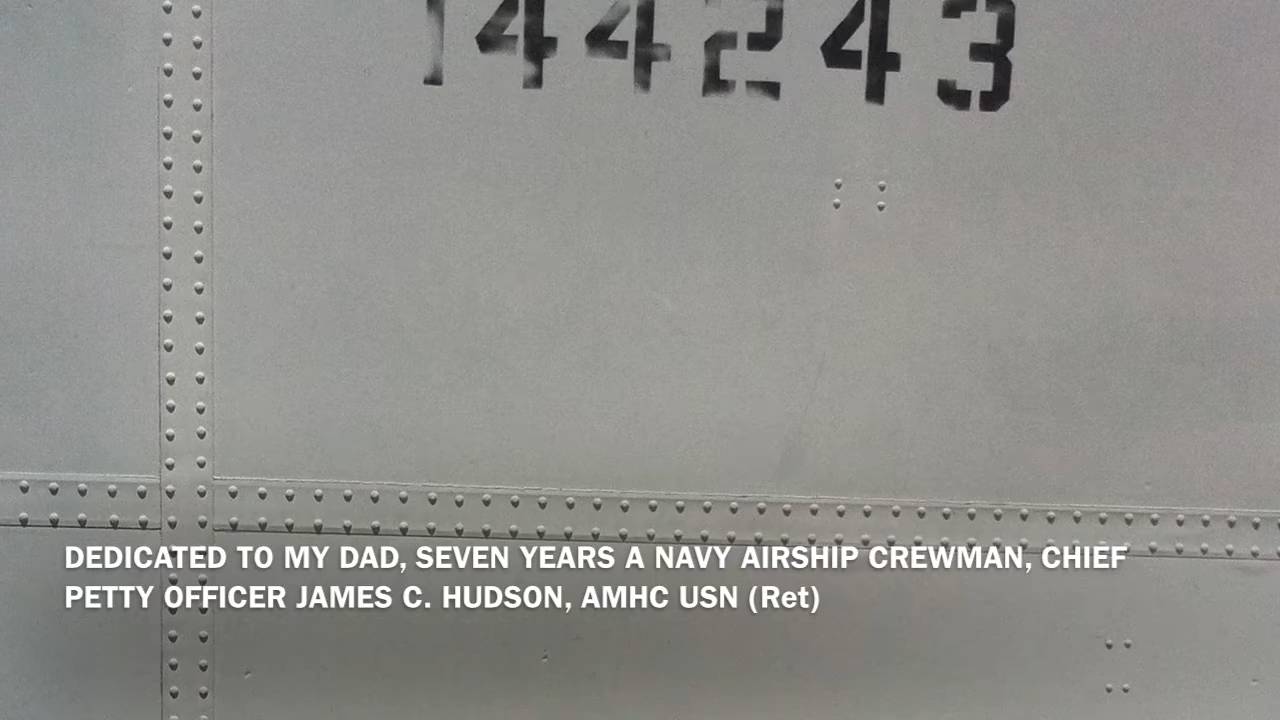 144243
DEDICATED TO MY DAD, SEVEN YEARS A NAVY AIRSHIP CREWMAN, CHIEF
PETTY OFFICER JAMES C. HUDSON, AMHC USN (Ret)